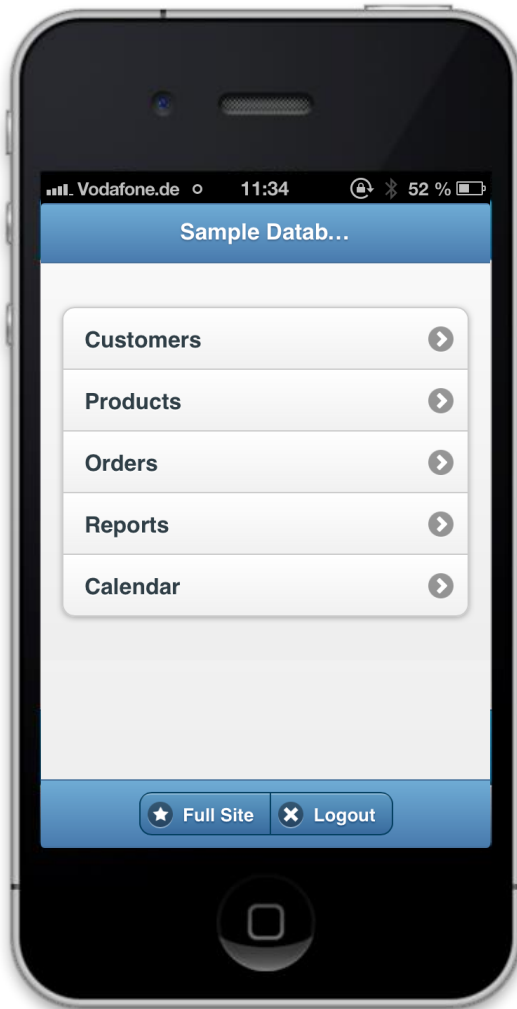 Vodafone.de 11:34 52 %
Sample Datab...
Customers
Products
Orders
Reports
Calendar
Full Site Logout